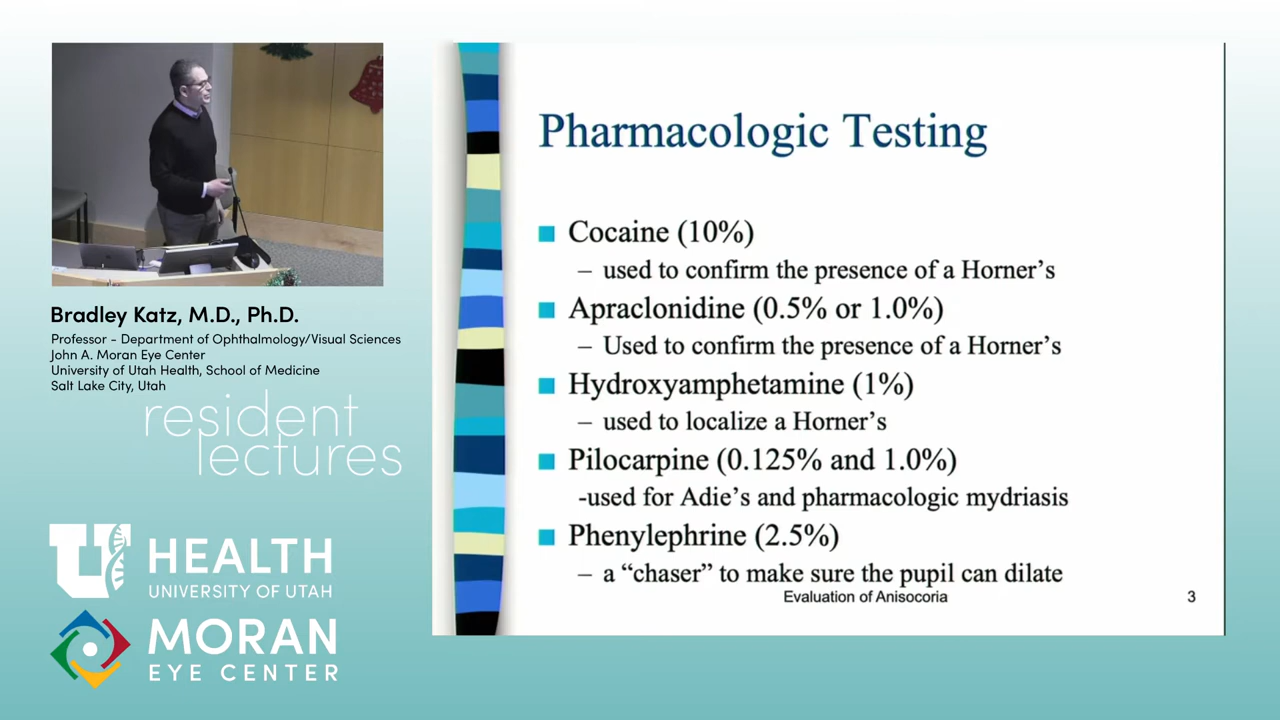 Bradley Katz, M.D., Ph.D.
Professor - Department of Ophthalmology/Visual Sciences
John A. Moran Eye Center
University of Utah Health, School of Medicine
Salt Lake City, Utah
resident
lectures
U HEALTH
UNIVERSITY OF UTAH
MORAN
EYE CENTER
Pharmacologic Testing
Cocaine (10%)
– used to confirm the presence of a Horner’s
Apraclonidine (0.5% or 1.0%)
– Used to confirm the presence of a Horner’s
Hydroxyamphetamine (1%)
– used to localize a Horner’s
Pilocarpine (0.125% and 1.0%)
-used for Adie’s and pharmacologic mydriasis
Phenylephrine (2.5%)
– a “chaser” to make sure the pupil can dilate
Evaluation of Anisocoria
3